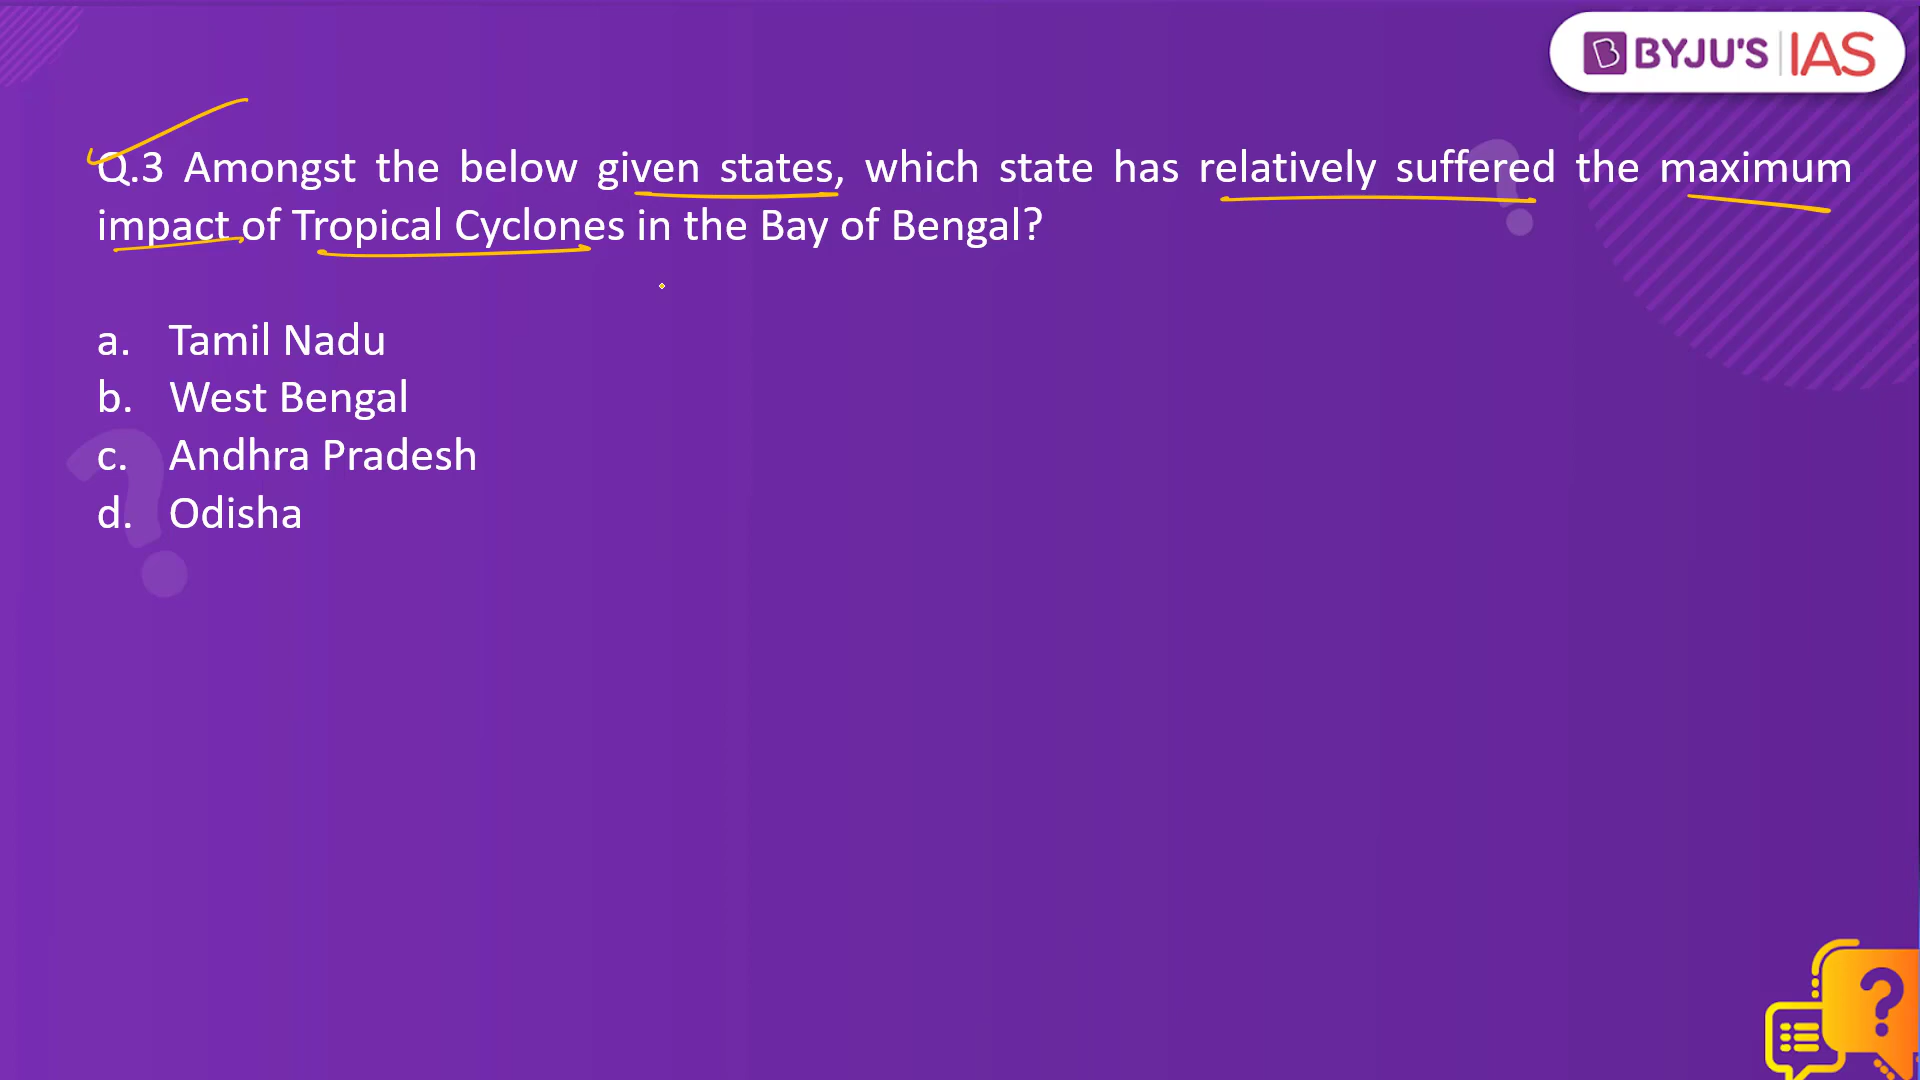 BYJU'S IAS
Q.3 Amongst the below given states, which state has relatively suffered the maximum
impact of Tropical Cyclones in the Bay of Bengal?
a. Tamil Nadu
b. West Bengal
c. Andhra Pradesh
d. Odisha